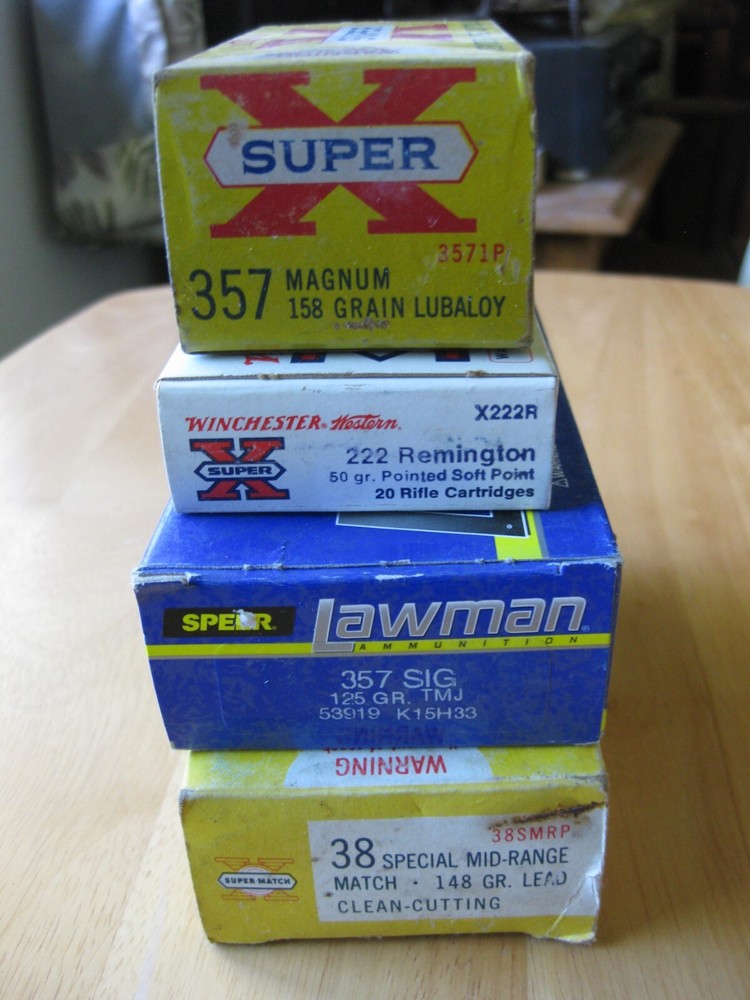 X
SUPER
3571P
357 MAGNUM
158 GRAIN LUBALOY
WINCHESTER Western
X222R
X
SUPER
222 Remington
50 gr. Pointed Soft Point
20 Rifle Cartridges
SPEER
Lawman
AMMUNITION
357 SIG
125 GR. TMJ
53919 K15H33
WARNING
38SMRP
X
SUPER-MATCH
38 SPECIAL MID-RANGE
MATCH · 148 GR. LEAD
CLEAN-CUTTING